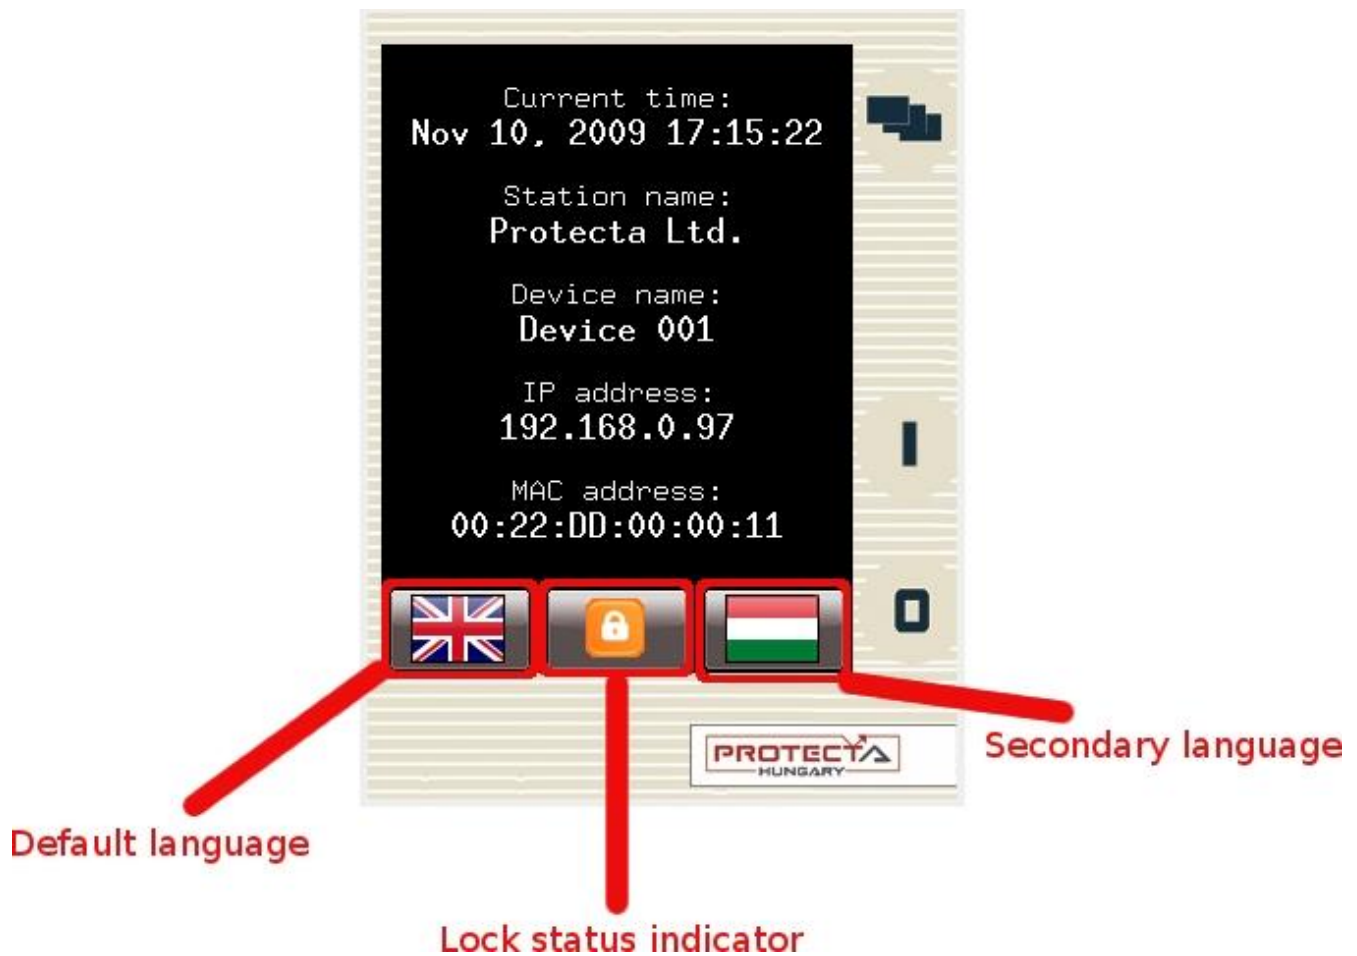 Current time:
Nov 10, 2009 17:15:22
Station name:
Protecta Ltd.
Device name:
Device 001
IP address:
192.168.0.97
MAC address:
00:22:DD:00:00:11
I
O
PROTECTA
HUNGARY
Secondary language
Default language
Lock status indicator